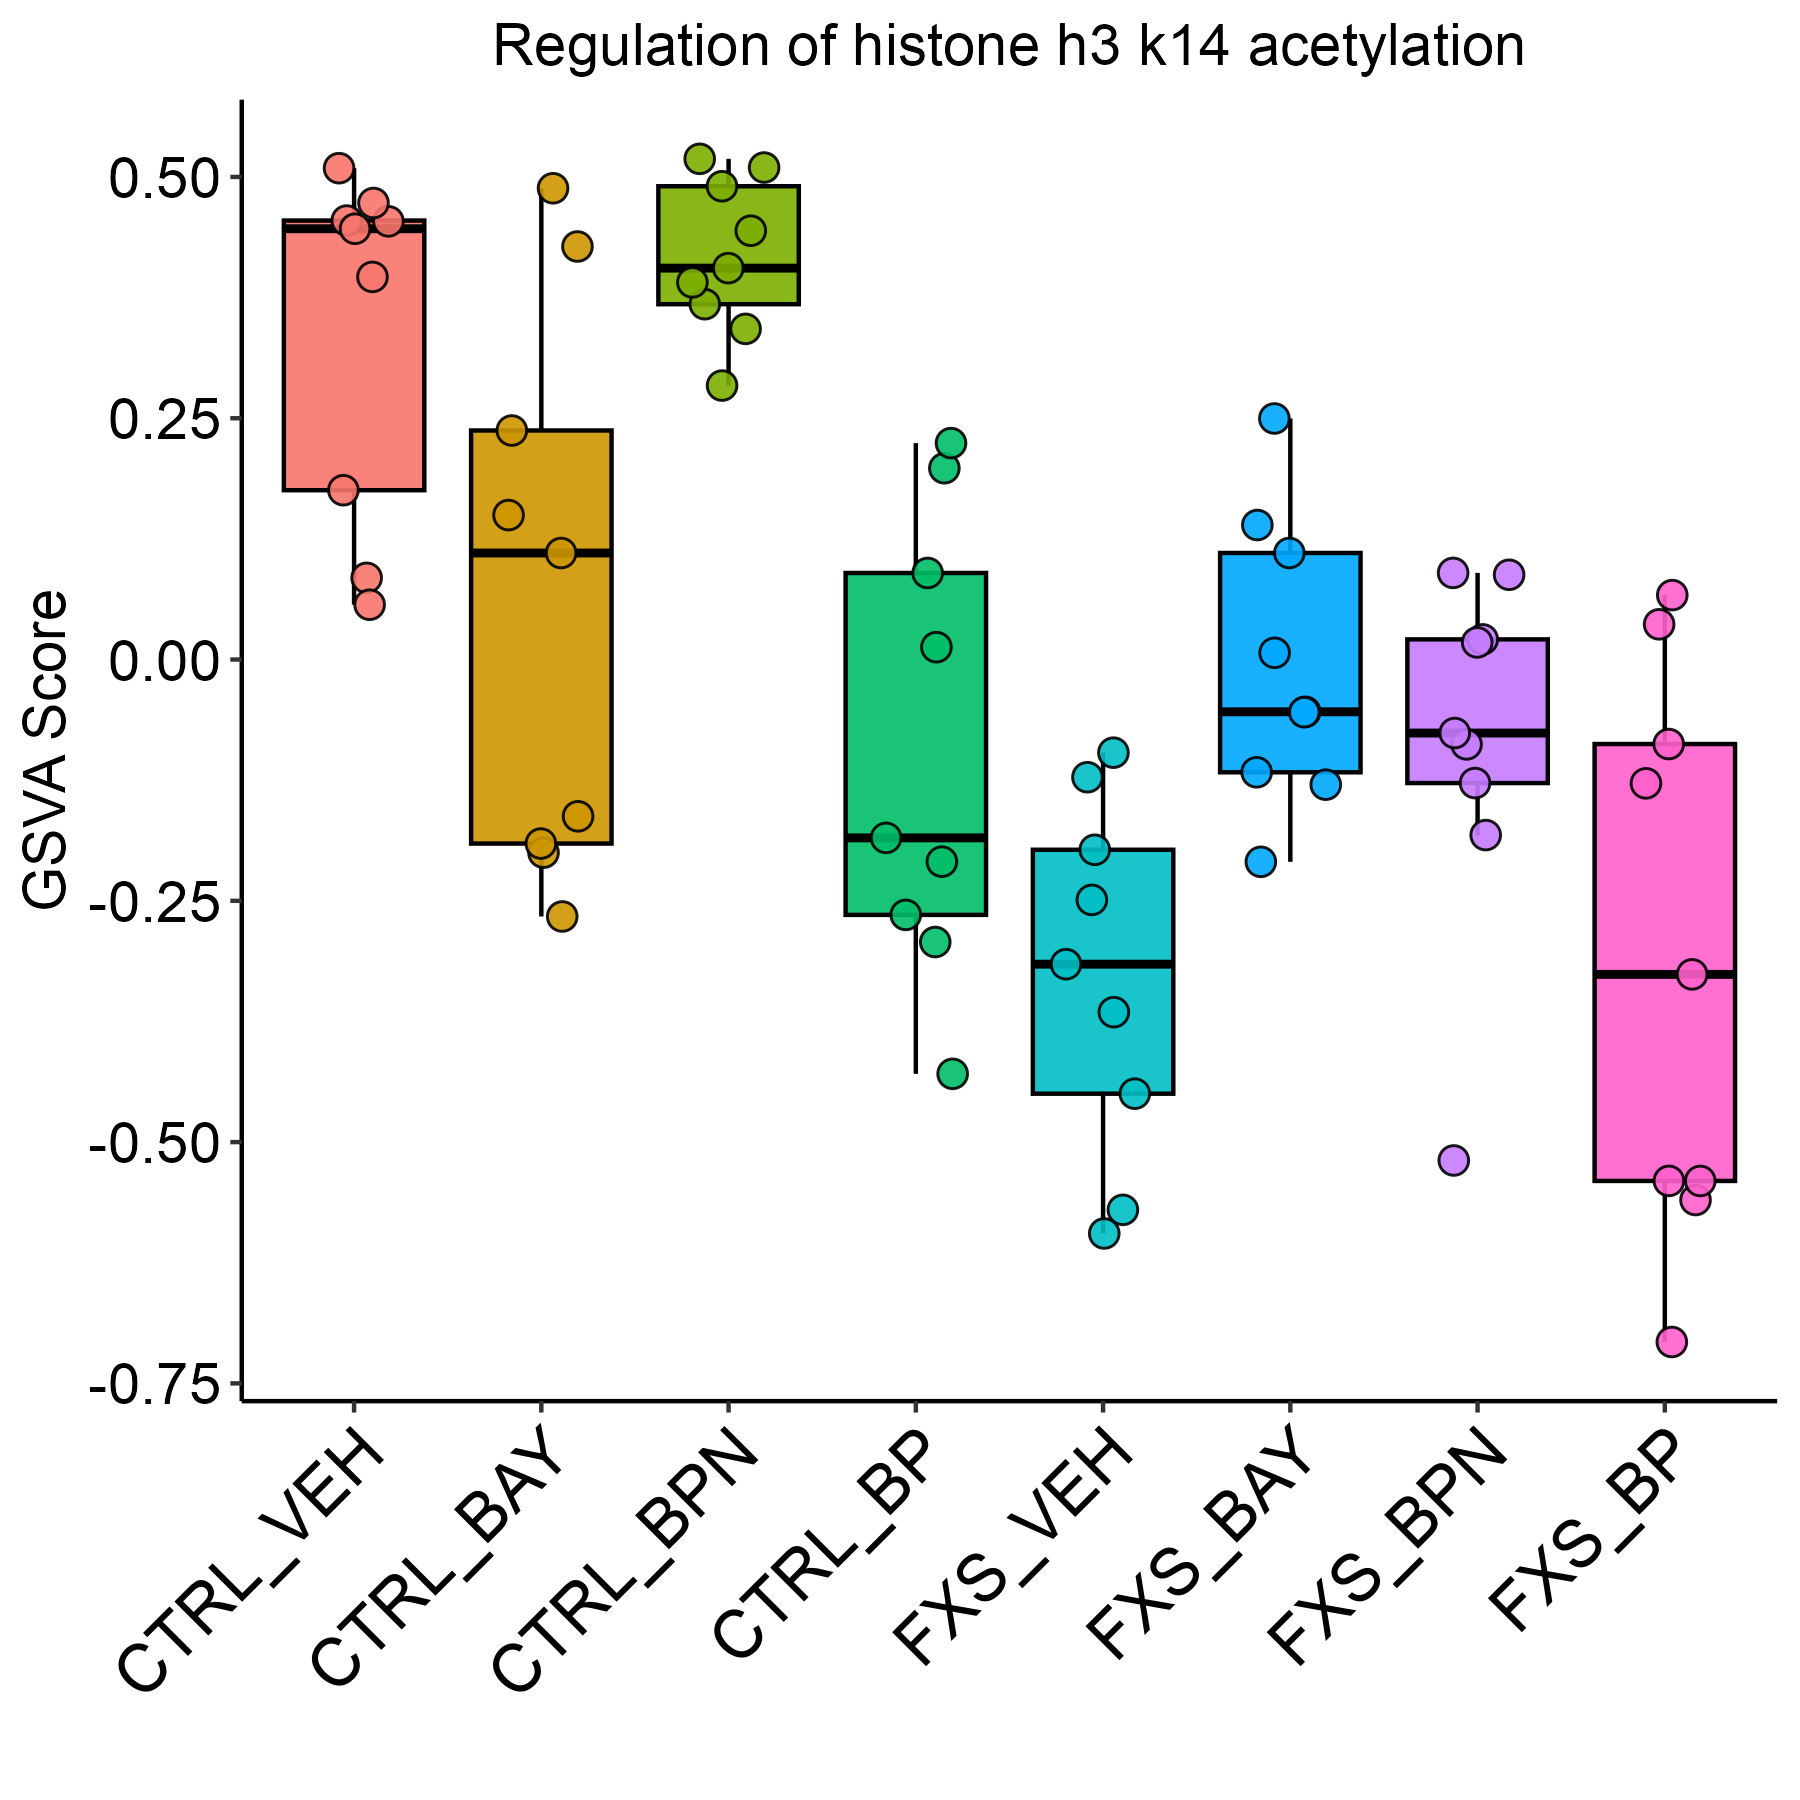 Regulation of histone h3 k14 acetylation
GSVA Score
0.50
0.25
0.00
-0.25
-0.50
-0.75
CTRL_VEH
CTRL_BAY
CTRL_BPN
CTRL_BP
FXS_VEH
FXS_BAY
FXS_BPN
FXS_BP